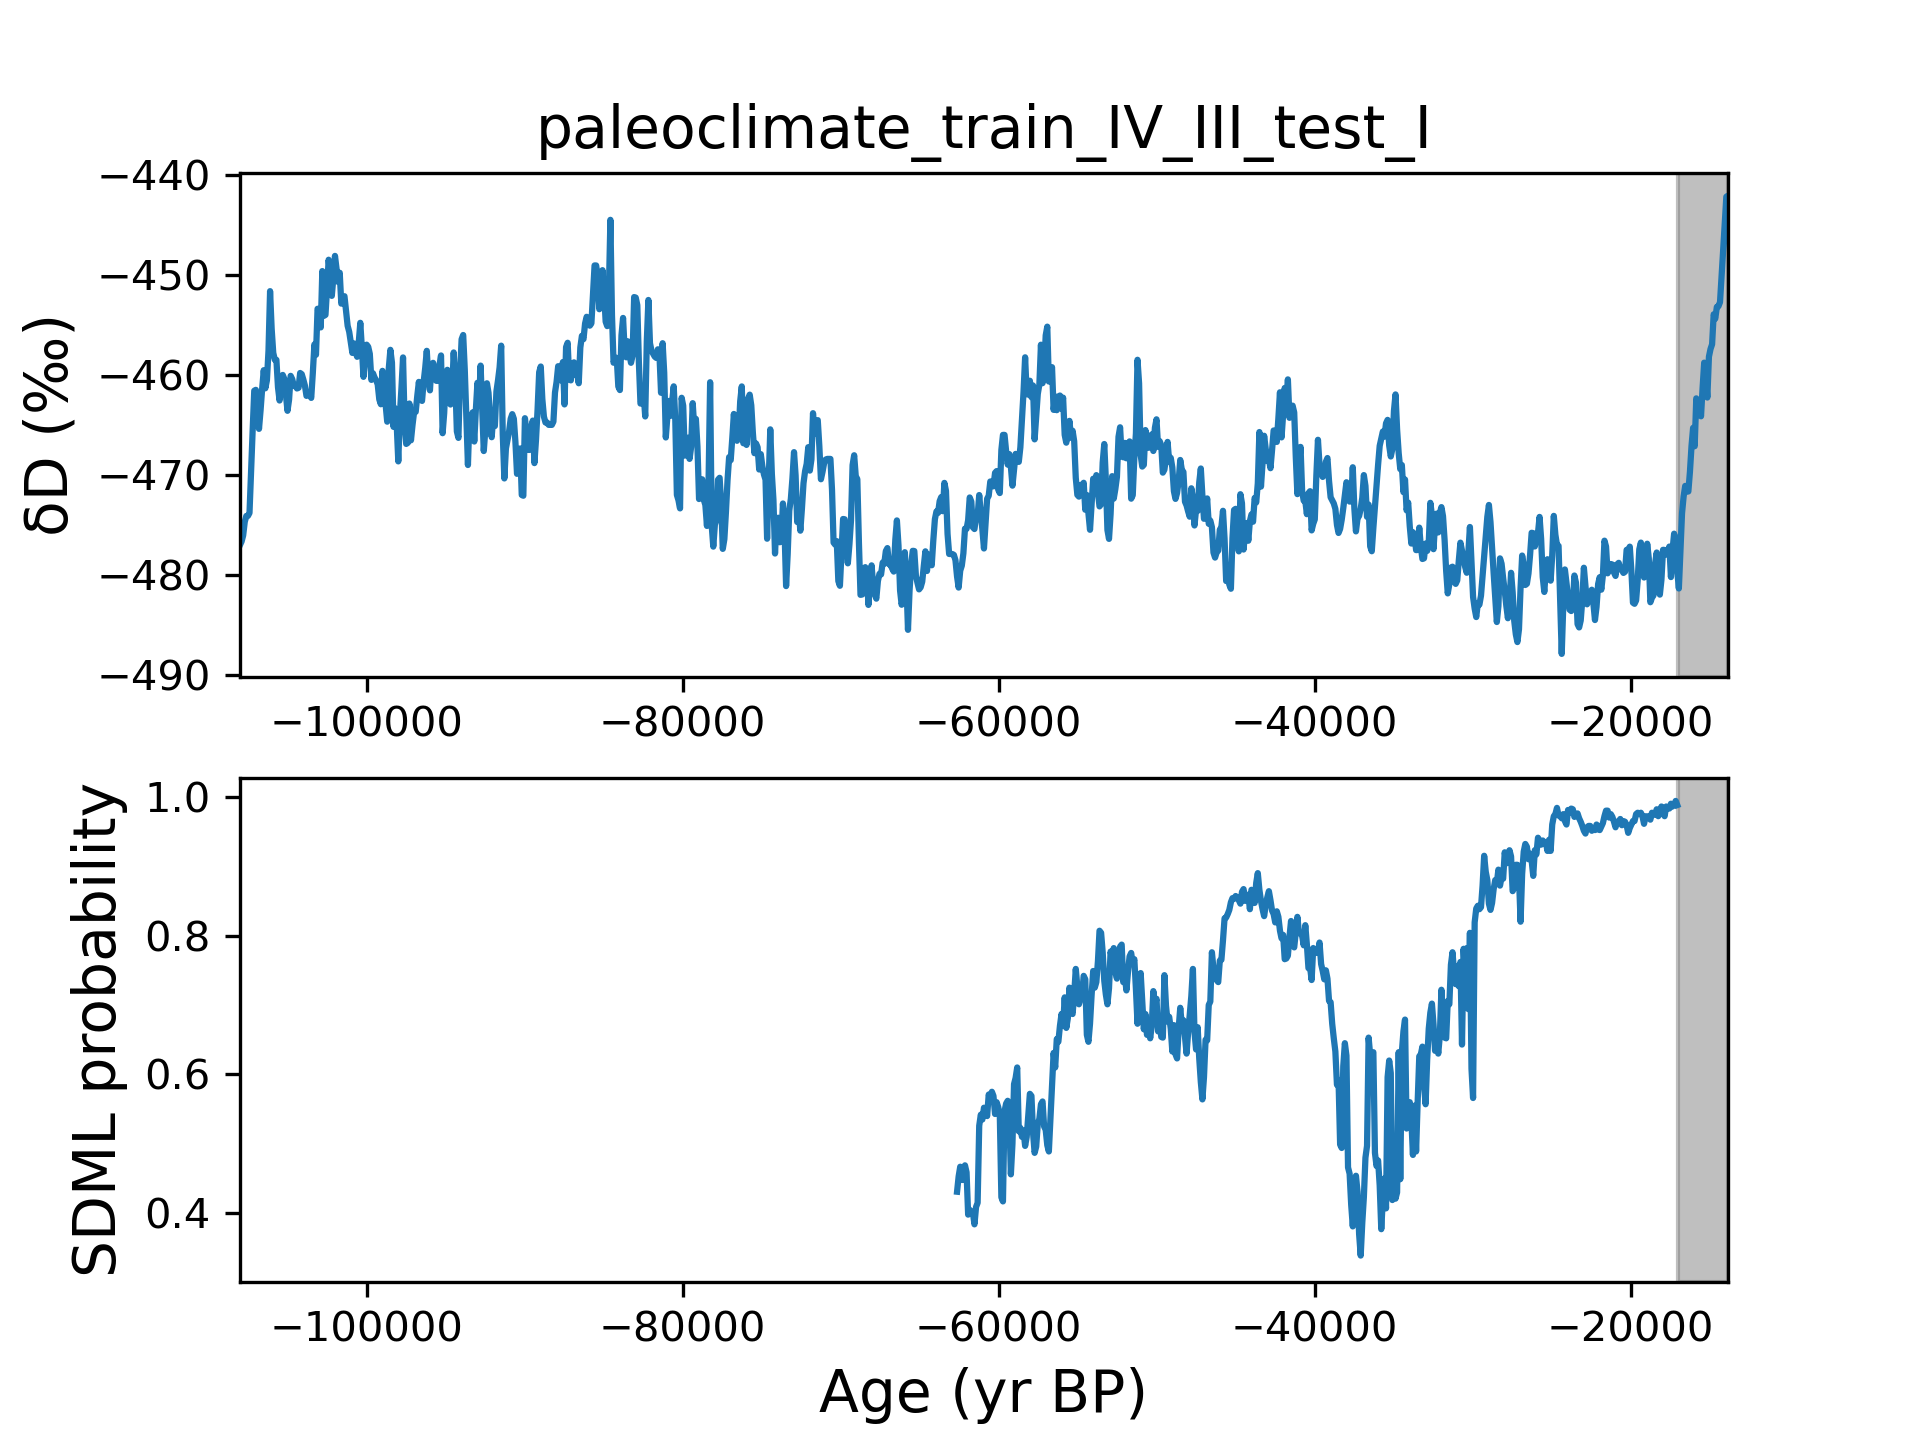 paleoclimate_train_IV_III_test_I
δD (‰)
−440
−450
−460
−470
−480
−490
−100000 −80000 −60000 −40000 −20000
SDML probability
1.0
0.8
0.6
0.4
−100000 −80000 −60000 −40000 −20000
Age (yr BP)